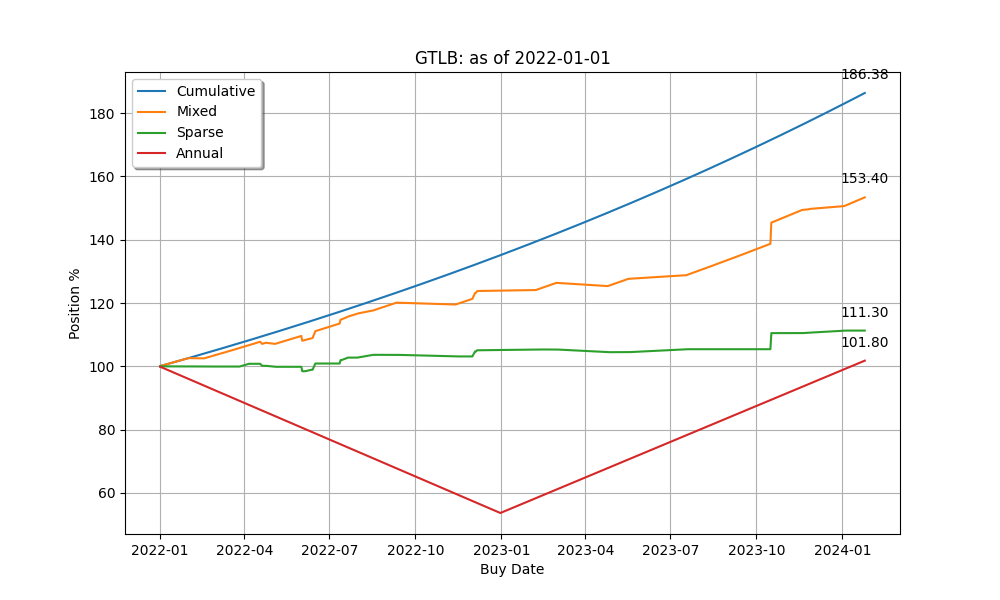 GTLB: as of 2022-01-01
Cumulative
Mixed
Sparse
Annual
186.38
153.40
111.30
101.80
Position %
180
160
140
120
100
80
60
2022-01 2022-04 2022-07 2022-10 2023-01 2023-04 2023-07 2023-10 2024-01
Buy Date